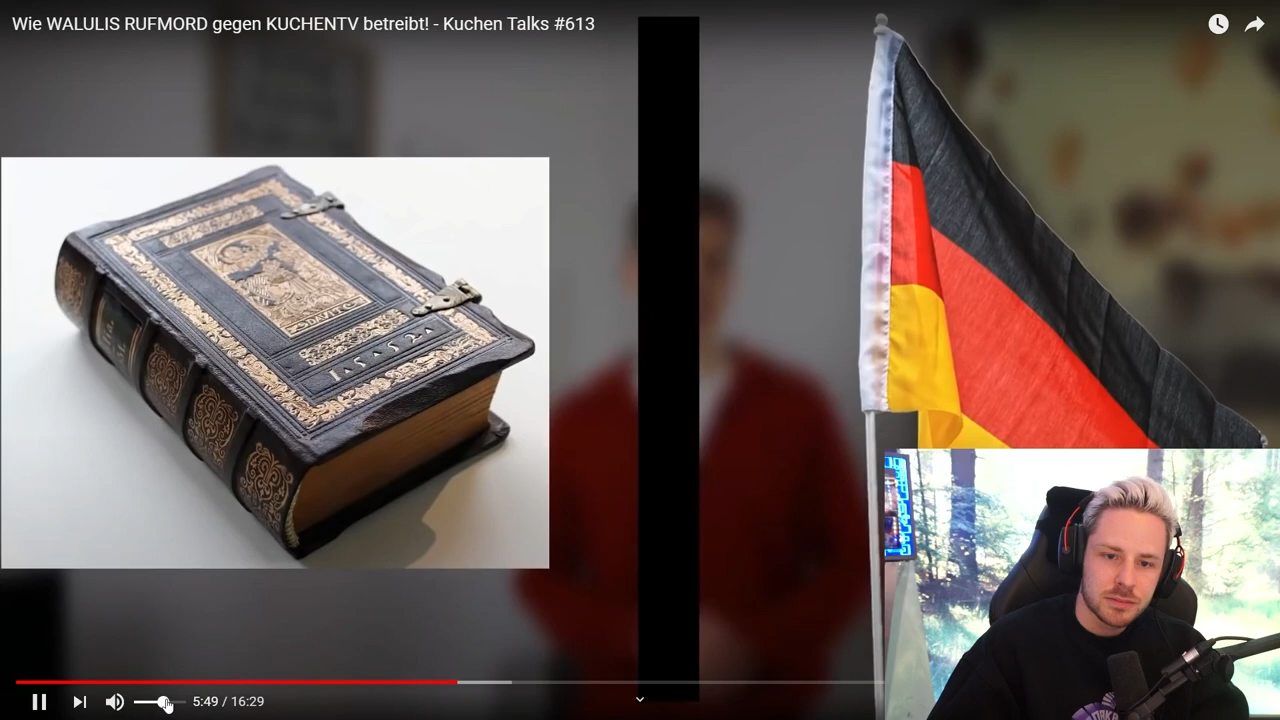 Wie WALULIS RUFMORD gegen KUCHENTV betreibt! - Kuchen Talks #613
5:49 / 16:29